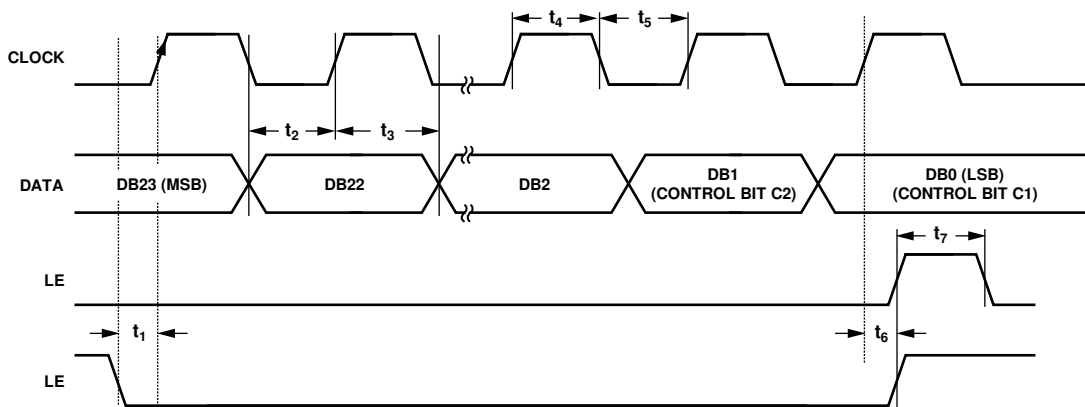 t4 t5
CLOCK
t2 t3
DATA DB23 (MSB) DB22 DB2 DB1 DB0 (LSB)
(CONTROL BIT C2) (CONTROL BIT C1)
t7
LE
t1 t6
LE